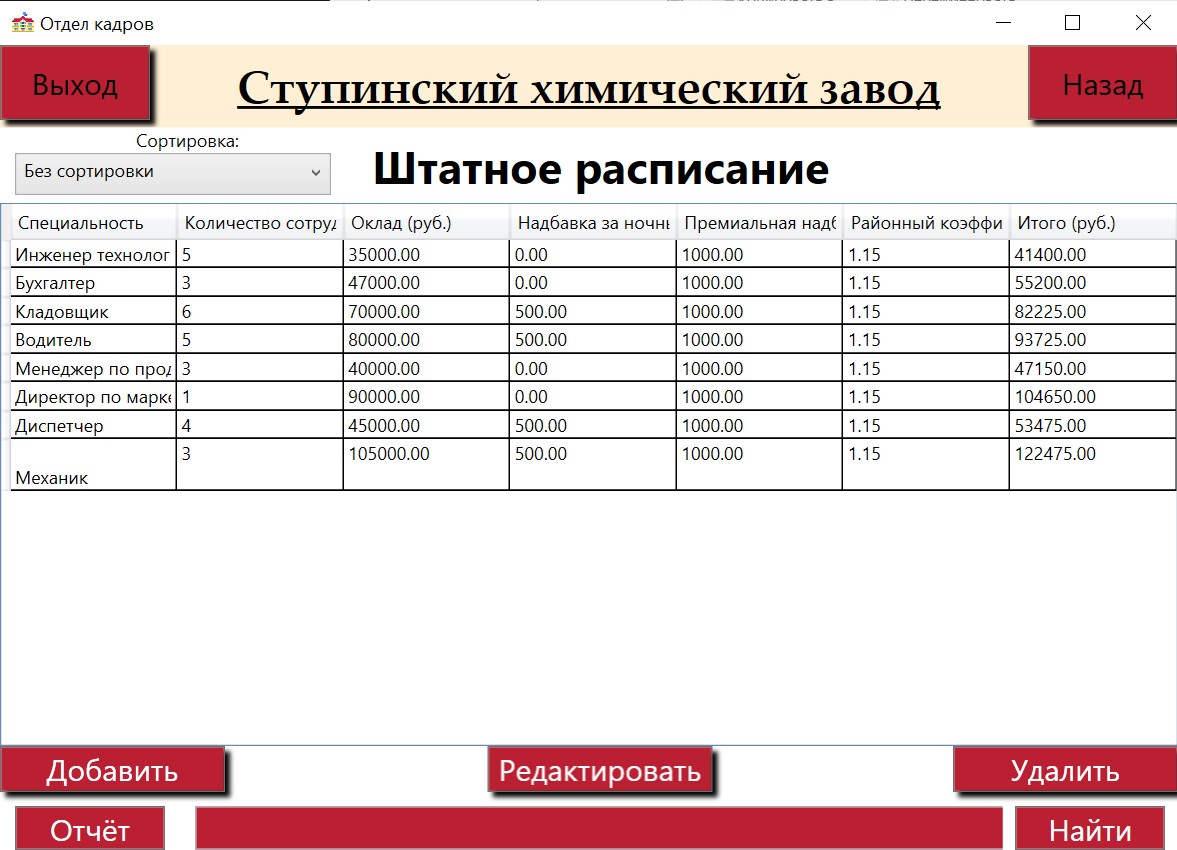 Отдел кадров
Выход
Ступинский химический завод
Назад
Сортировка:
Без сортировки
Штатное расписание
Специальность Количество сотруд Оклад (руб.) Надбавка за ночны Премиальная надб Районный коэффи Итого (руб.)
Инженер технолог 5 35000.00 0.00 1000.00 1.15 41400.00
Бухгалтер 3 47000.00 0.00 1000.00 1.15 55200.00
Кладовщик 6 70000.00 500.00 1000.00 1.15 82225.00
Водитель 5 80000.00 500.00 1000.00 1.15 93725.00
Менеджер по прод 3 40000.00 0.00 1000.00 1.15 47150.00
Директор по марке 1 90000.00 0.00 1000.00 1.15 104650.00
Диспетчер 4 45000.00 500.00 1000.00 1.15 53475.00
Механик 3 105000.00 500.00 1000.00 1.15 122475.00
Добавить
Редактировать
Удалить
Отчёт
Найти